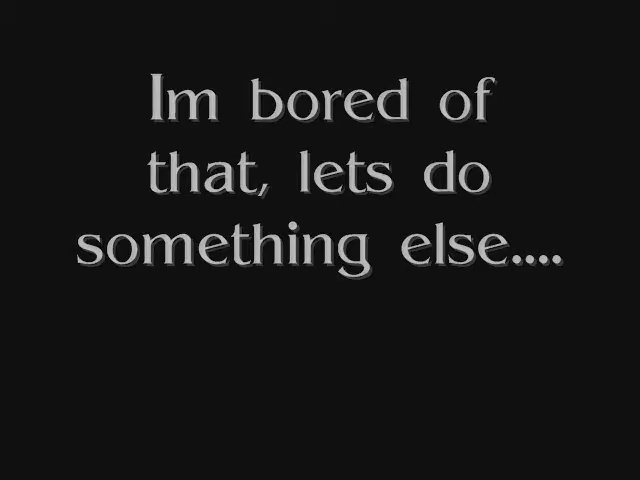 Im bored of
that, lets do
something else....